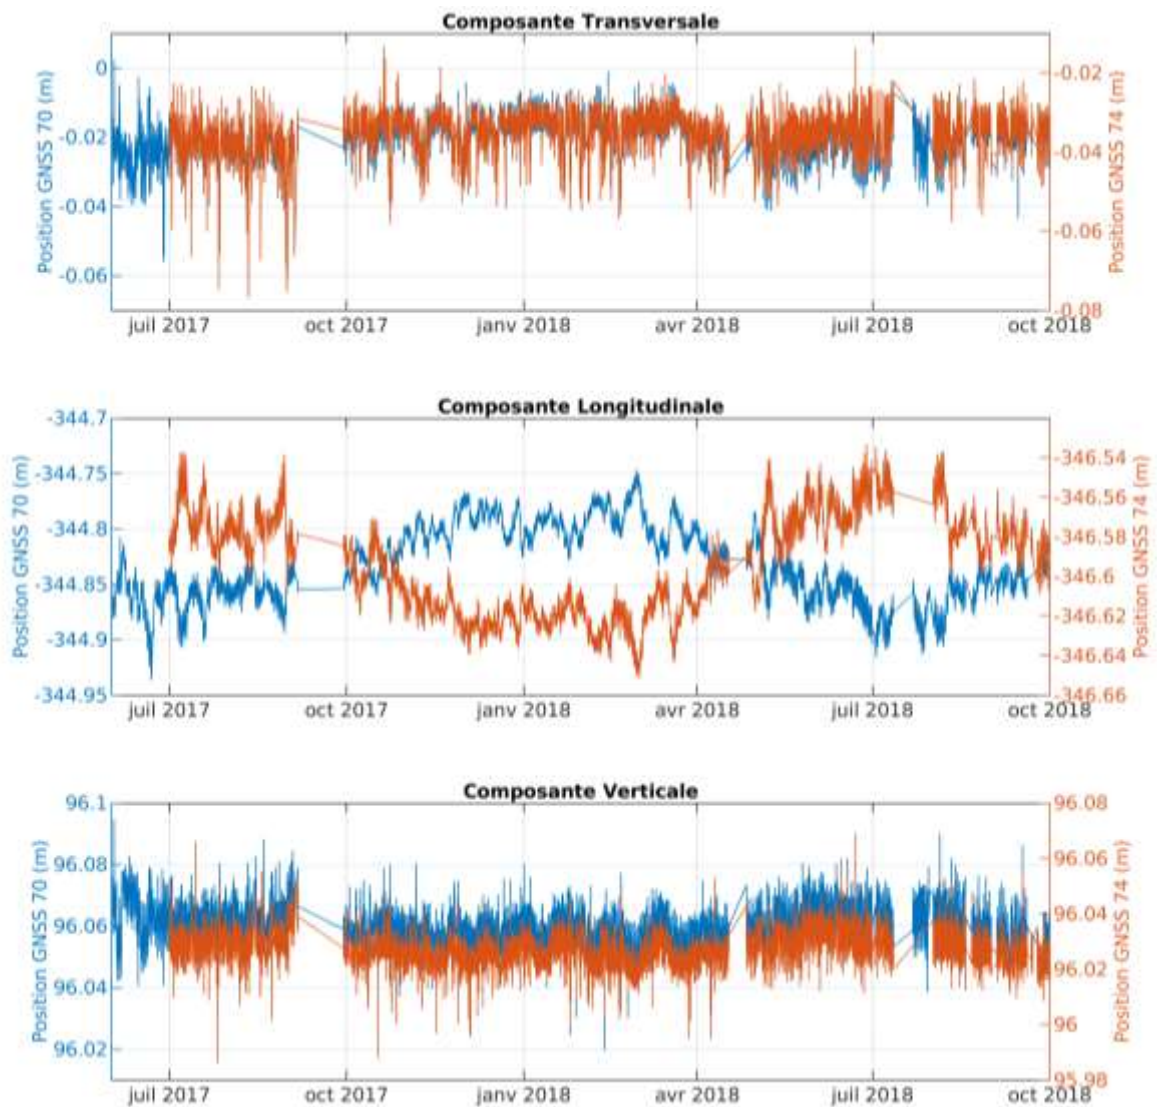 Composante Transversale
Position GNSS 70 (m)
0
-0.02
-0.04
-0.06
Position GNSS 74 (m)
-0.02
-0.04
-0.06
-0.08
juil 2017 oct 2017 janv 2018 avr 2018 juil 2018 oct 2018
Composante Longitudinale
Position GNSS 70 (m)
-344.7
-344.75
-344.8
-344.85
-344.9
-344.95
Position GNSS 74 (m)
-346.54
-346.56
-346.58
-346.6
-346.62
-346.64
-346.66
juil 2017 oct 2017 janv 2018 avr 2018 juil 2018 oct 2018
Composante Verticale
Position GNSS 70 (m)
96.1
96.08
96.06
96.04
96.02
Position GNSS 74 (m)
96.08
96.06
96.04
96.02
96
95.98
juil 2017 oct 2017 janv 2018 avr 2018 juil 2018 oct 2018